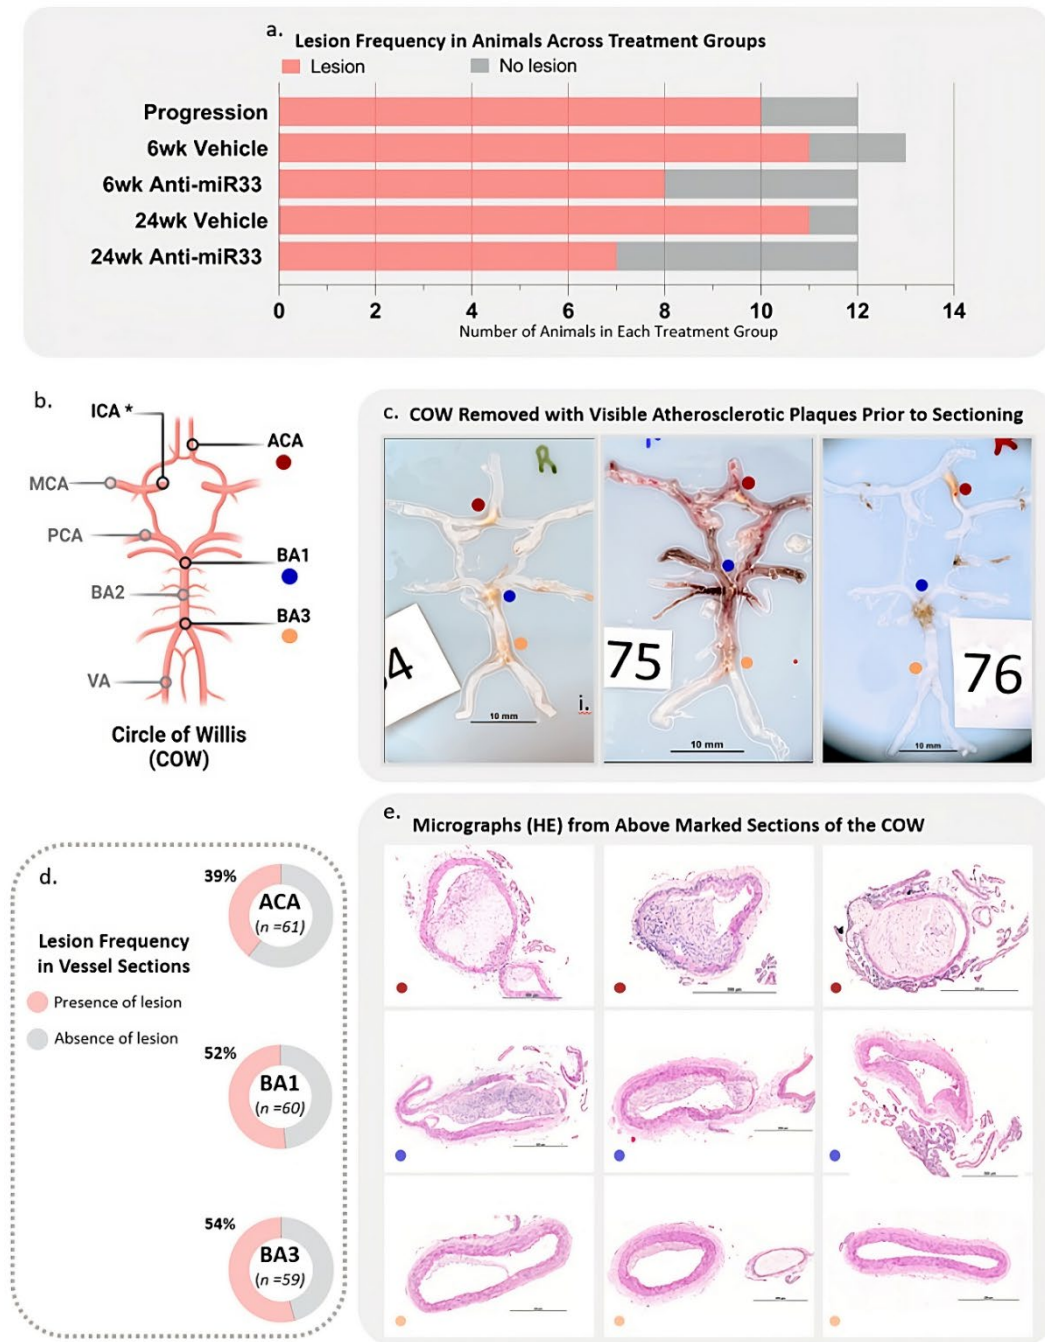 a. Lesion Frequency in Animals Across Treatment Groups
Lesion
No lesion
Progression
6wk Vehicle
6wk Anti-miR33
24wk Vehicle
24wk Anti-miR33
0 2 4 6 8 10 12 14
Number of Animals in Each Treatment Group
b.
ICA *
ACA
MCA
PCA
BA1
BA2
BA3
VA
Circle of Willis
(COW)
c. COW Removed with Visible Atherosclerotic Plaques Prior to Sectioning
R
4
i.
10 mm
75
10 mm
76
10 mm
d.
Lesion Frequency
in Vessel Sections
Presence of lesion
Absence of lesion
39%
ACA
(n =61)
52%
BA1
(n =60)
54%
BA3
(n =59)
e. Micrographs (HE) from Above Marked Sections of the COW